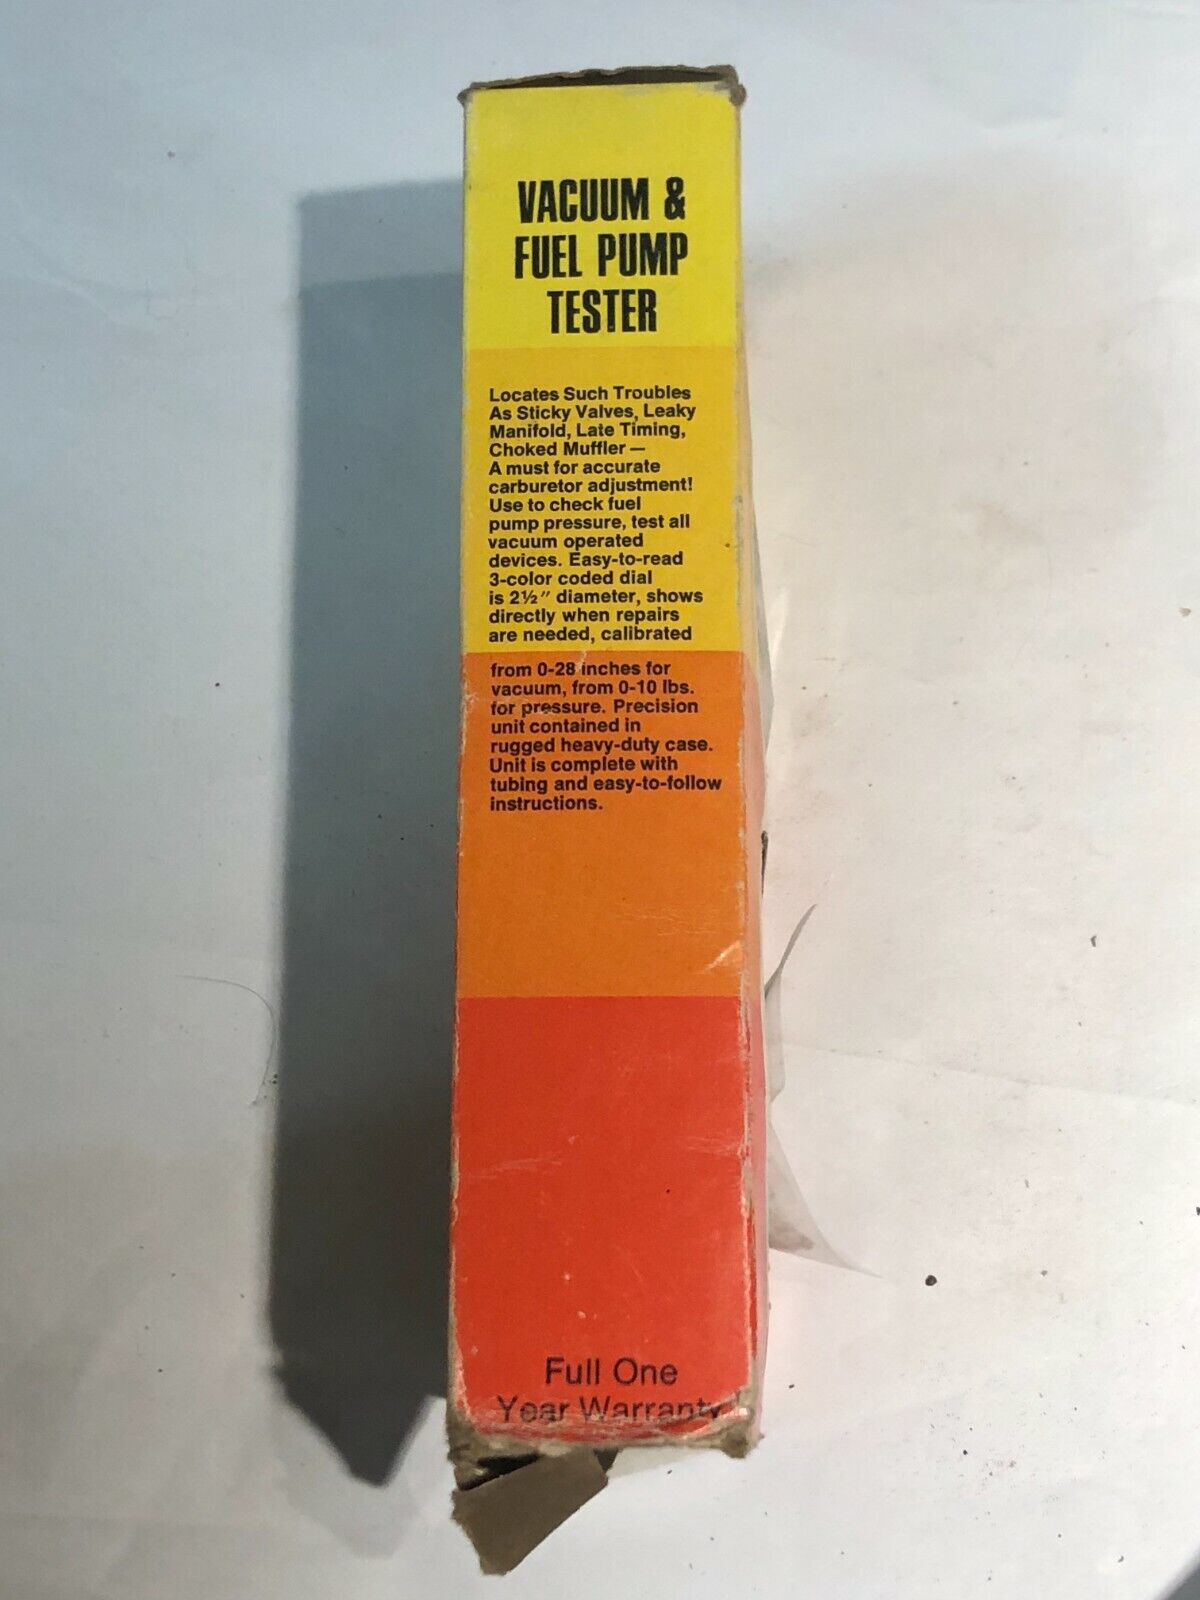 VACUUM &
FUEL PUMP
TESTER
Locates Such Troubles
As Sticky Valves, Leaky
Manifold, Late Timing,
Choked Muffler —
A must for accurate
carburetor adjustment!
Use to check fuel
pump pressure, test all
vacuum operated
devices. Easy-to-read
3-color coded dial
is 2½" diameter, shows
directly when repairs
are needed, calibrated
from 0-28 inches for
vacuum, from 0-10 lbs.
for pressure. Precision
unit contained in
rugged heavy-duty case.
Unit is complete with
tubing and easy-to-follow
instructions.
Full One
Year Warranty